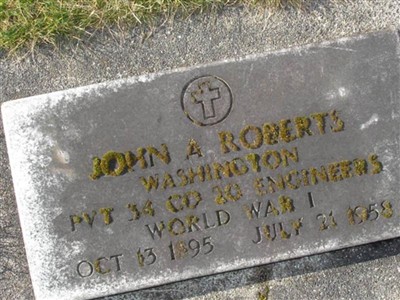 JOHN A ROBERTS
WASHINGTON
PVT 34 CO 20 ENGINEERS
WORLD WAR I
OCT 13 1895 JULY 21 1958